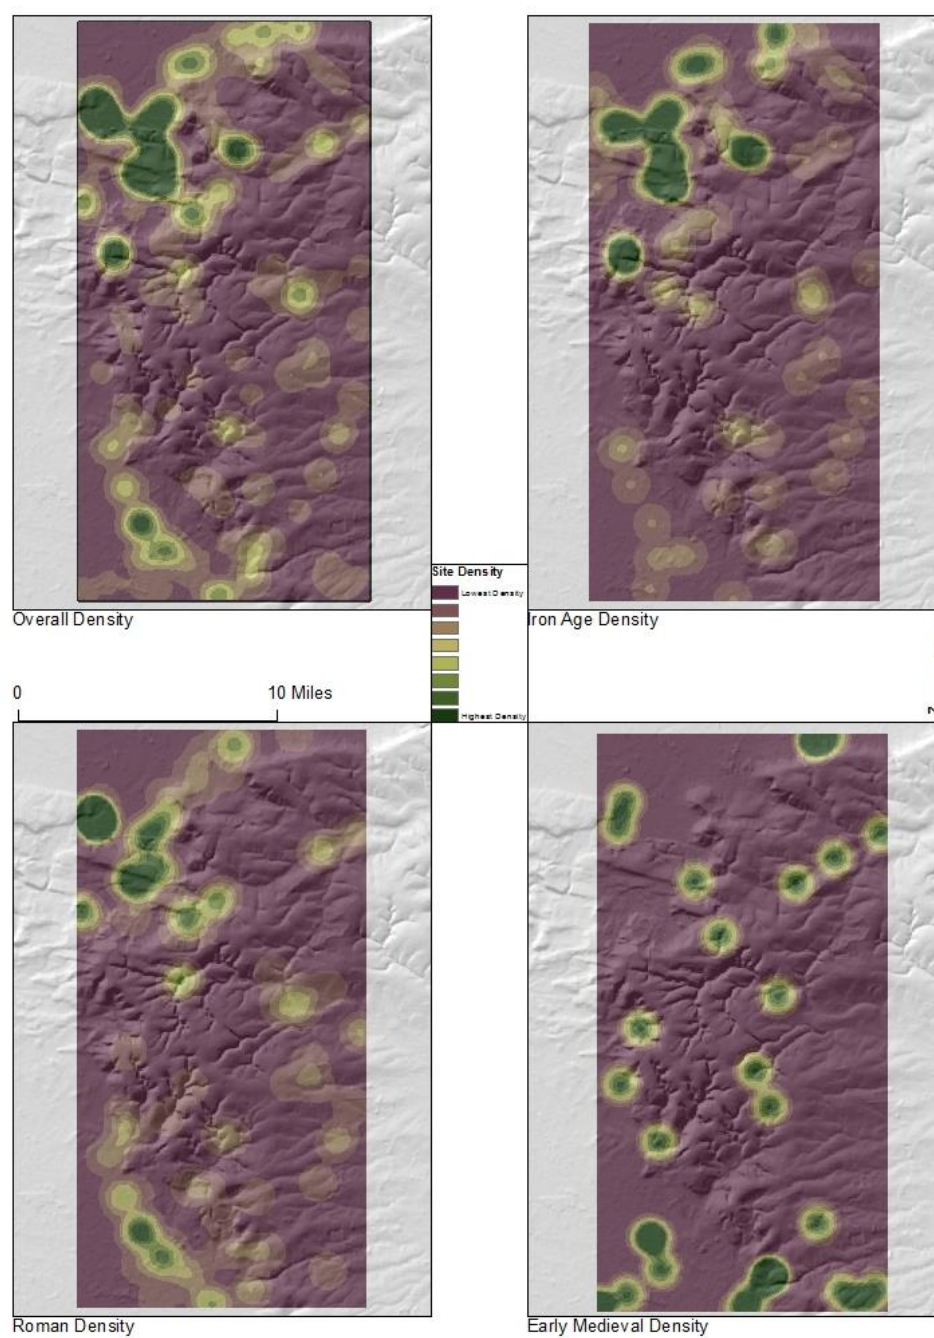 Site Density
Lowest Density
Highest Density
Overall Density
Iron Age Density
0 10 Miles
Roman Density
Early Medieval Density